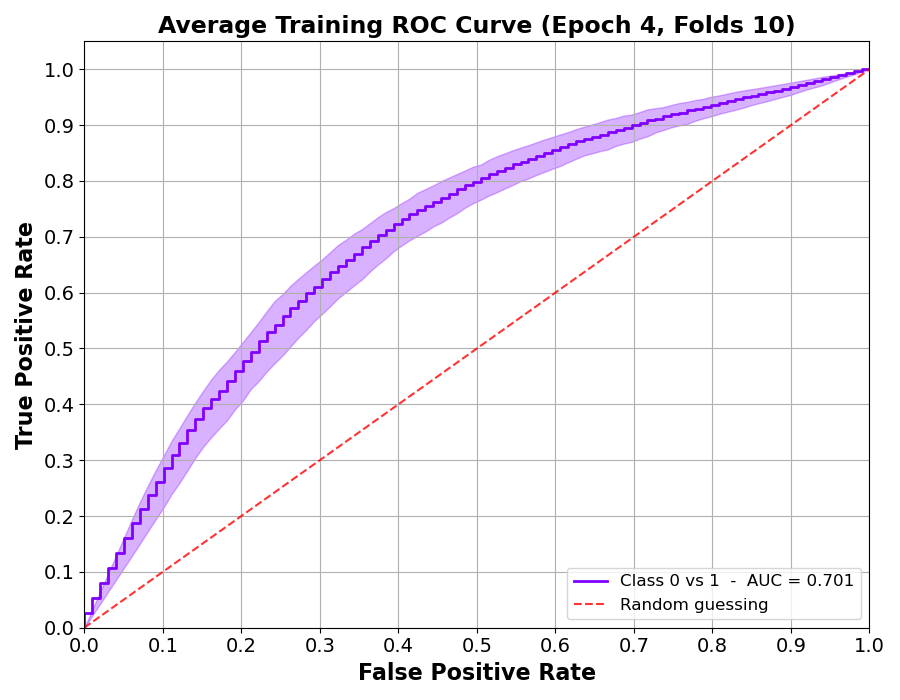 Average Training ROC Curve (Epoch 4, Folds 10)
True Positive Rate
1.0
0.9
0.8
0.7
0.6
0.5
0.4
0.3
0.2
0.1
0.0
Class 0 vs 1 - AUC = 0.701
Random guessing
0.0 0.1 0.2 0.3 0.4 0.5 0.6 0.7 0.8 0.9 1.0
False Positive Rate